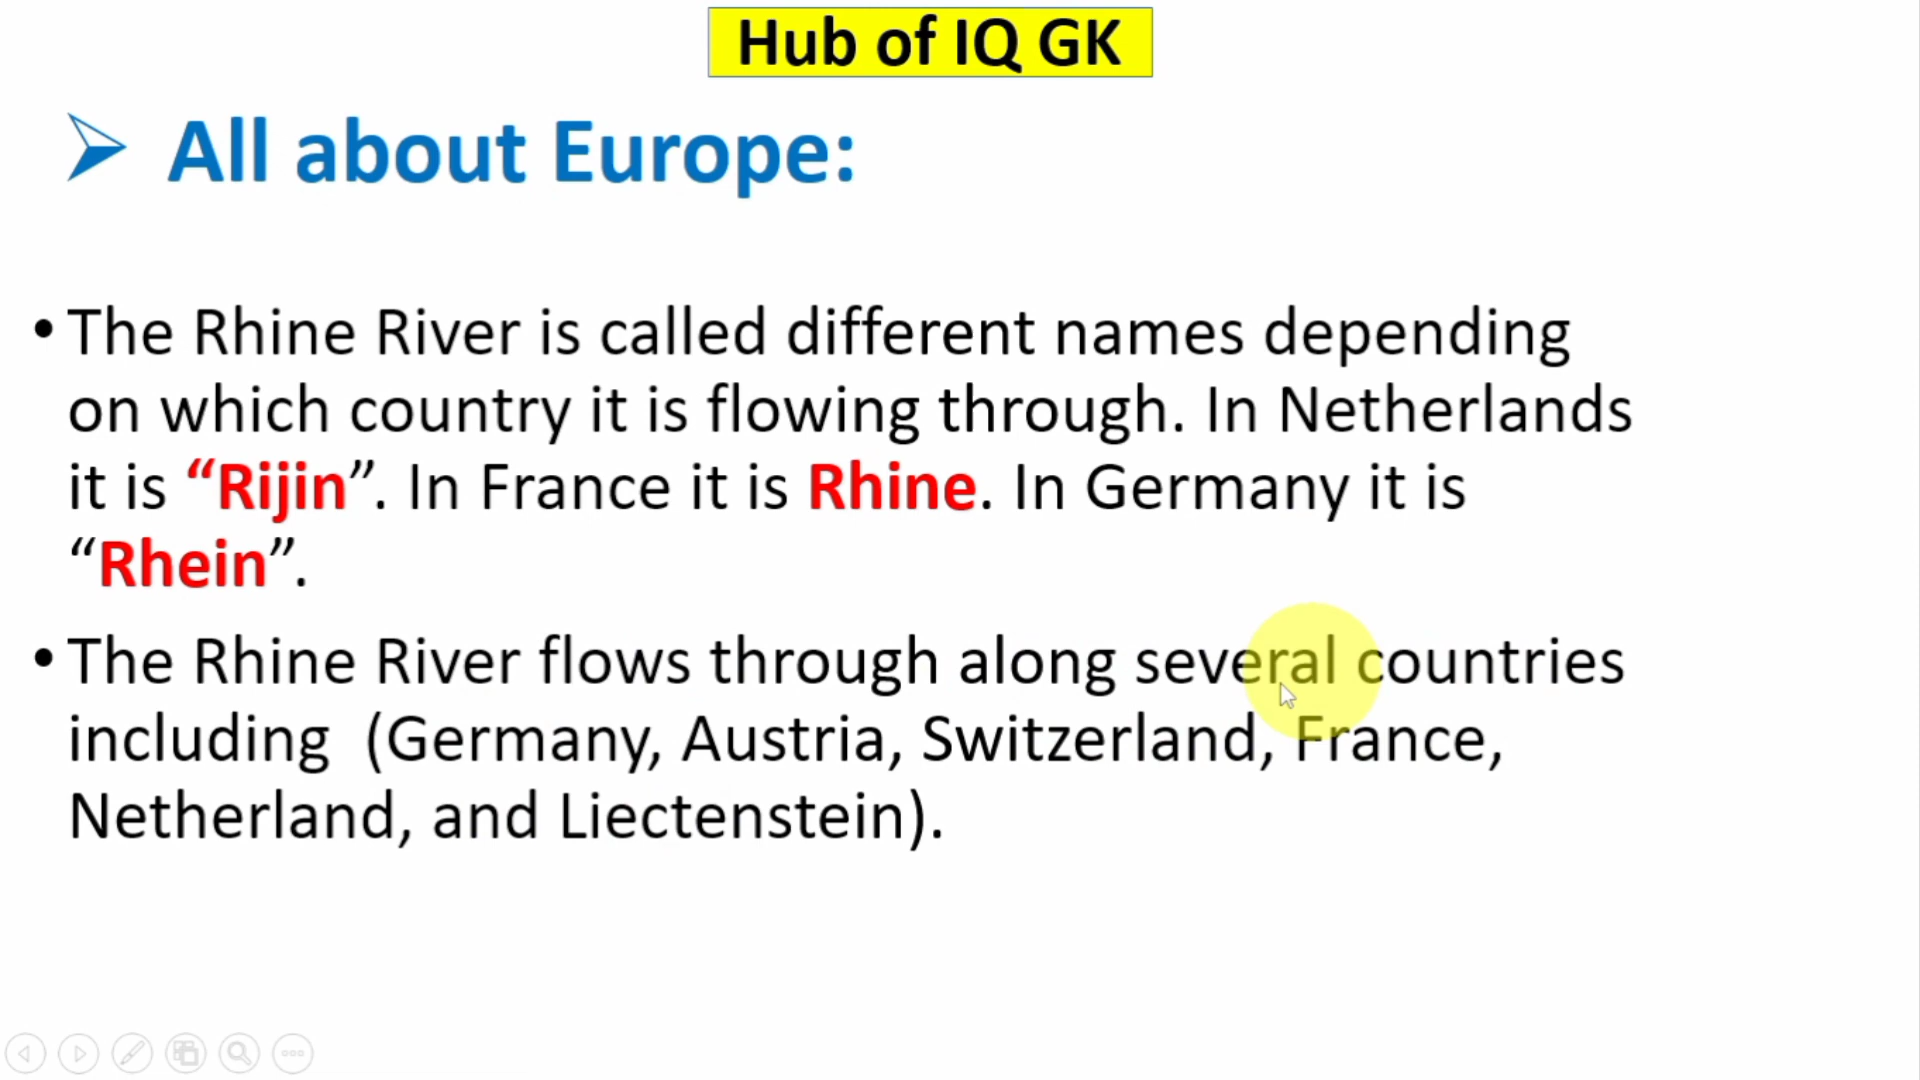 Hub of IQ GK
All about Europe:
• The Rhine River is called different names depending
on which country it is flowing through. In Netherlands
it is “Rijin”. In France it is Rhine. In Germany it is
“Rhein”.
• The Rhine River flows through along several countries
including  (Germany, Austria, Switzerland, France,
Netherland, and Liectenstein).